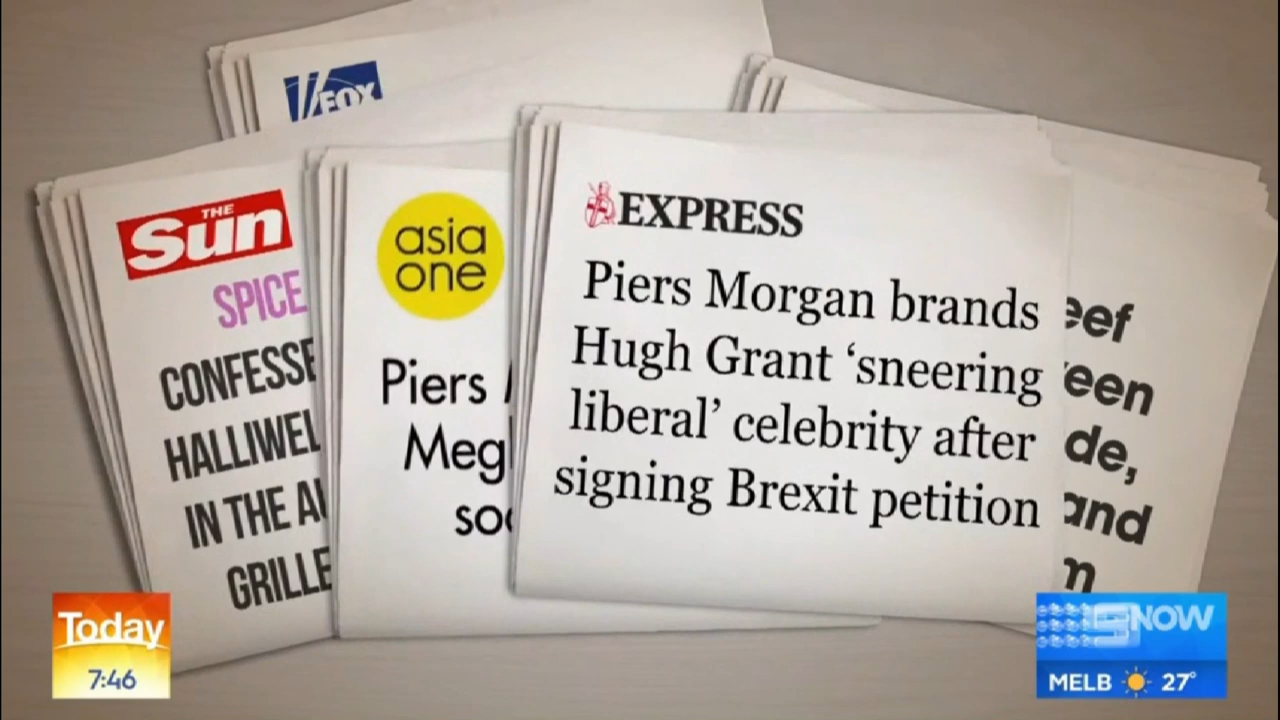 FOX
THE
Sun
SPICE
CONFESSE
HALLIWEL
IN THE
GRILLE
asia
one
Piers
Meg
EXPRESS
Piers Morgan brands
Hugh Grant ‘sneering
liberal’ celebrity after
signing Brexit petition
eef
een
de,
and
Today
7:46
9NOW
MELB 27°